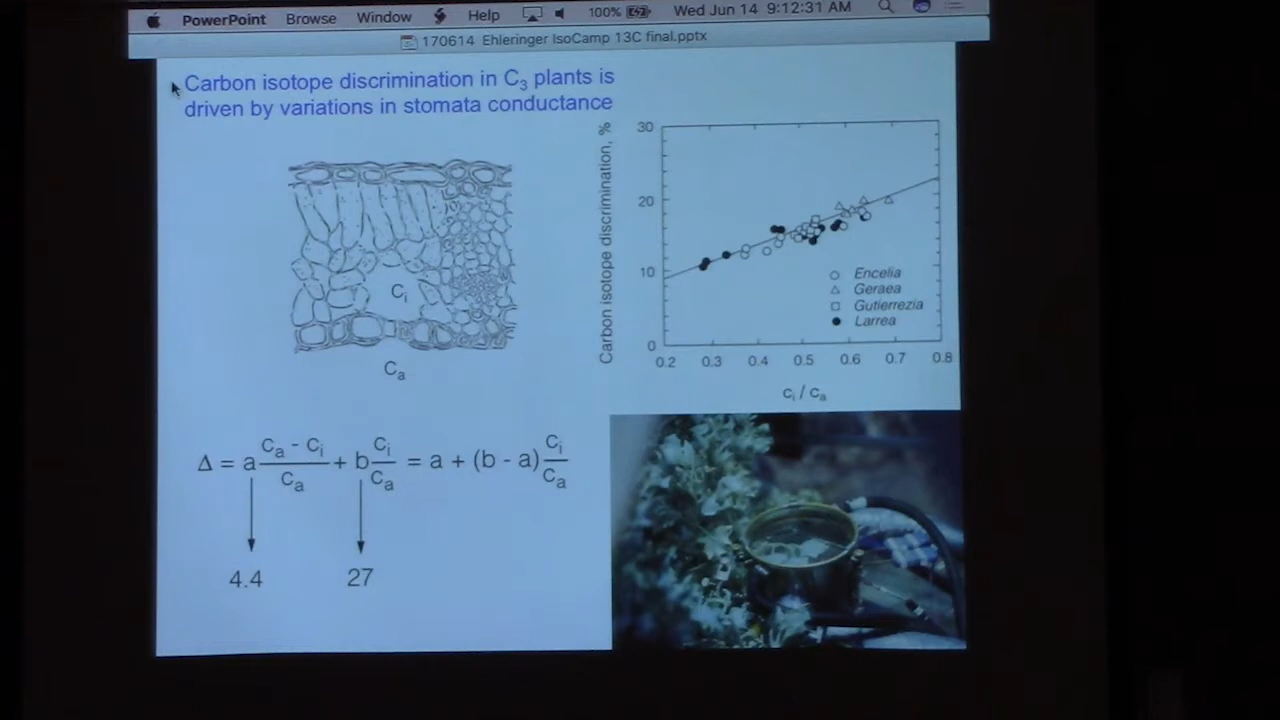 PowerPoint Browse Window Help 100% Wed Jun 14 9:12:31 AM
170614 Ehleringer IsoCamp 13C final.pptx
Carbon isotope discrimination in C3 plants is
driven by variations in stomata conductance
Ci
Ca
Δ = a (Ca - Ci)/Ca + b Ci/Ca = a + (b - a) Ci/Ca
4.4 27
Carbon isotope discrimination, ‰
30
20
10
0
0.2 0.3 0.4 0.5 0.6 0.7 0.8
ci / ca
Encelia
Geraea
Gutierrezia
Larrea